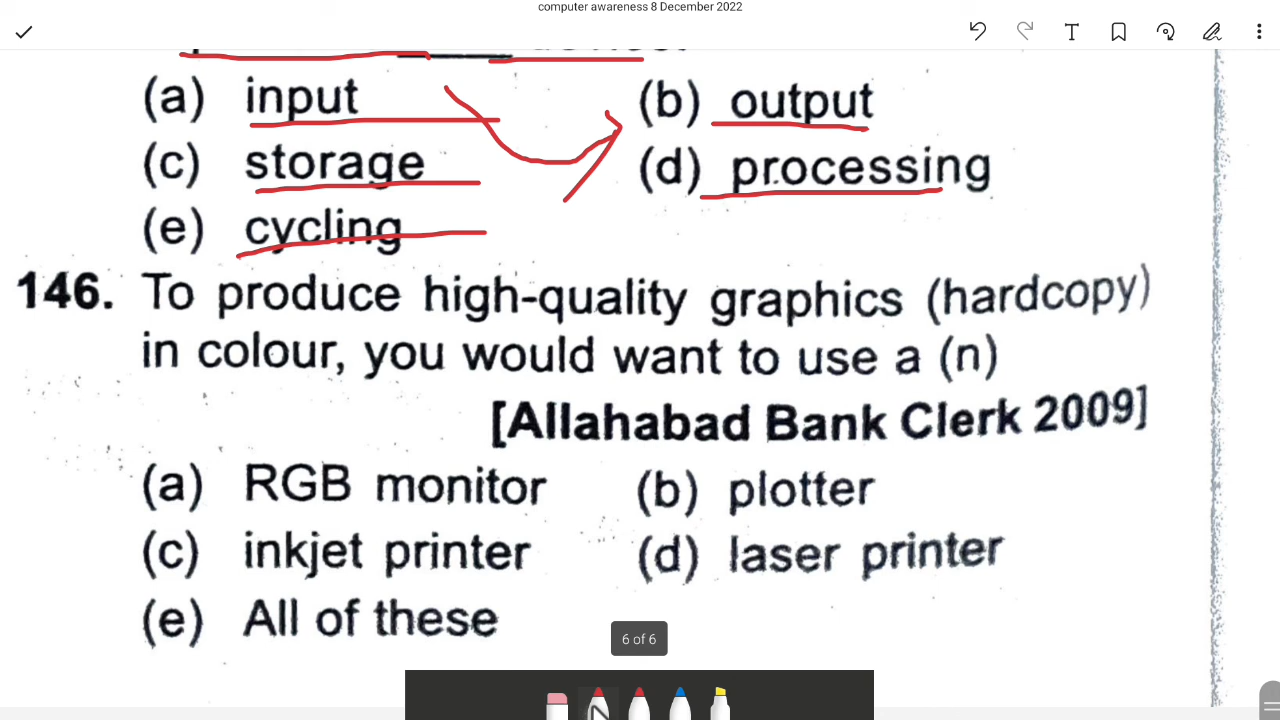 computer awareness 8 December 2022
(a) input (b) output
(c) storage (d) processing
(e) cycling
146. To produce high-quality graphics (hardcopy)
in colour, you would want to use a (n)
[Allahabad Bank Clerk 2009]
(a) RGB monitor (b) plotter
(c) inkjet printer (d) laser printer
(e) All of these
6 of 6